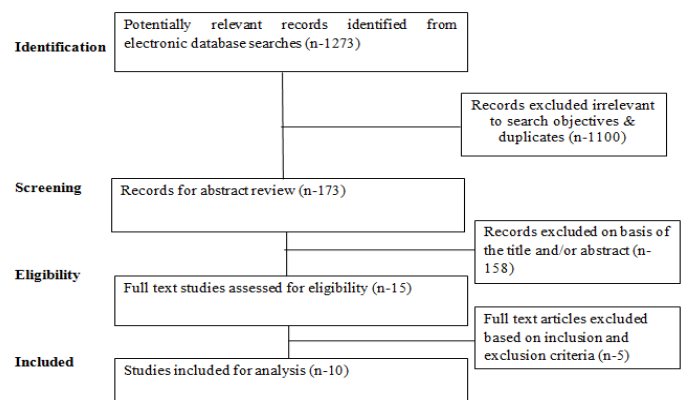 Potentially relevant records identified from
electronic database searches (n-1273)
Identification
Records excluded irrelevant
to search objectives &
duplicates (n-1100)
Screening
Records for abstract review (n-173)
Records excluded on basis of
the title and/or abstract (n-
158)
Eligibility
Full text studies assessed for eligibility (n-15)
Full text articles excluded
based on inclusion and
exclusion criteria (n-5)
Included
Studies included for analysis (n-10)